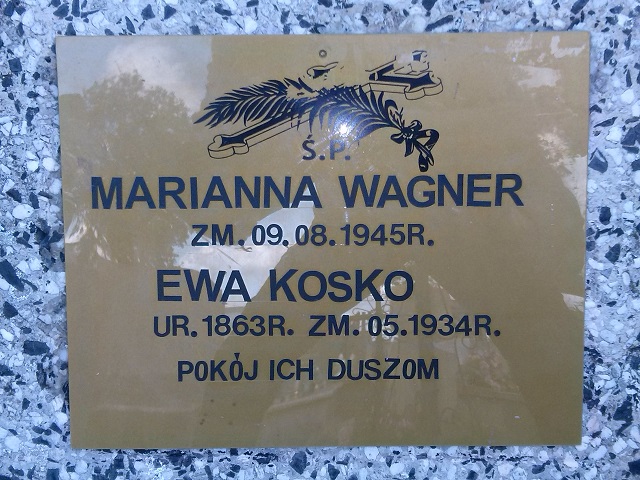 Ś.P.
MARIANNA WAGNER
ZM. 09.08.1945R.
EWA KOSKO
UR. 1863R. ZM. 05.1934R.
POKÓJ ICH DUSZOM